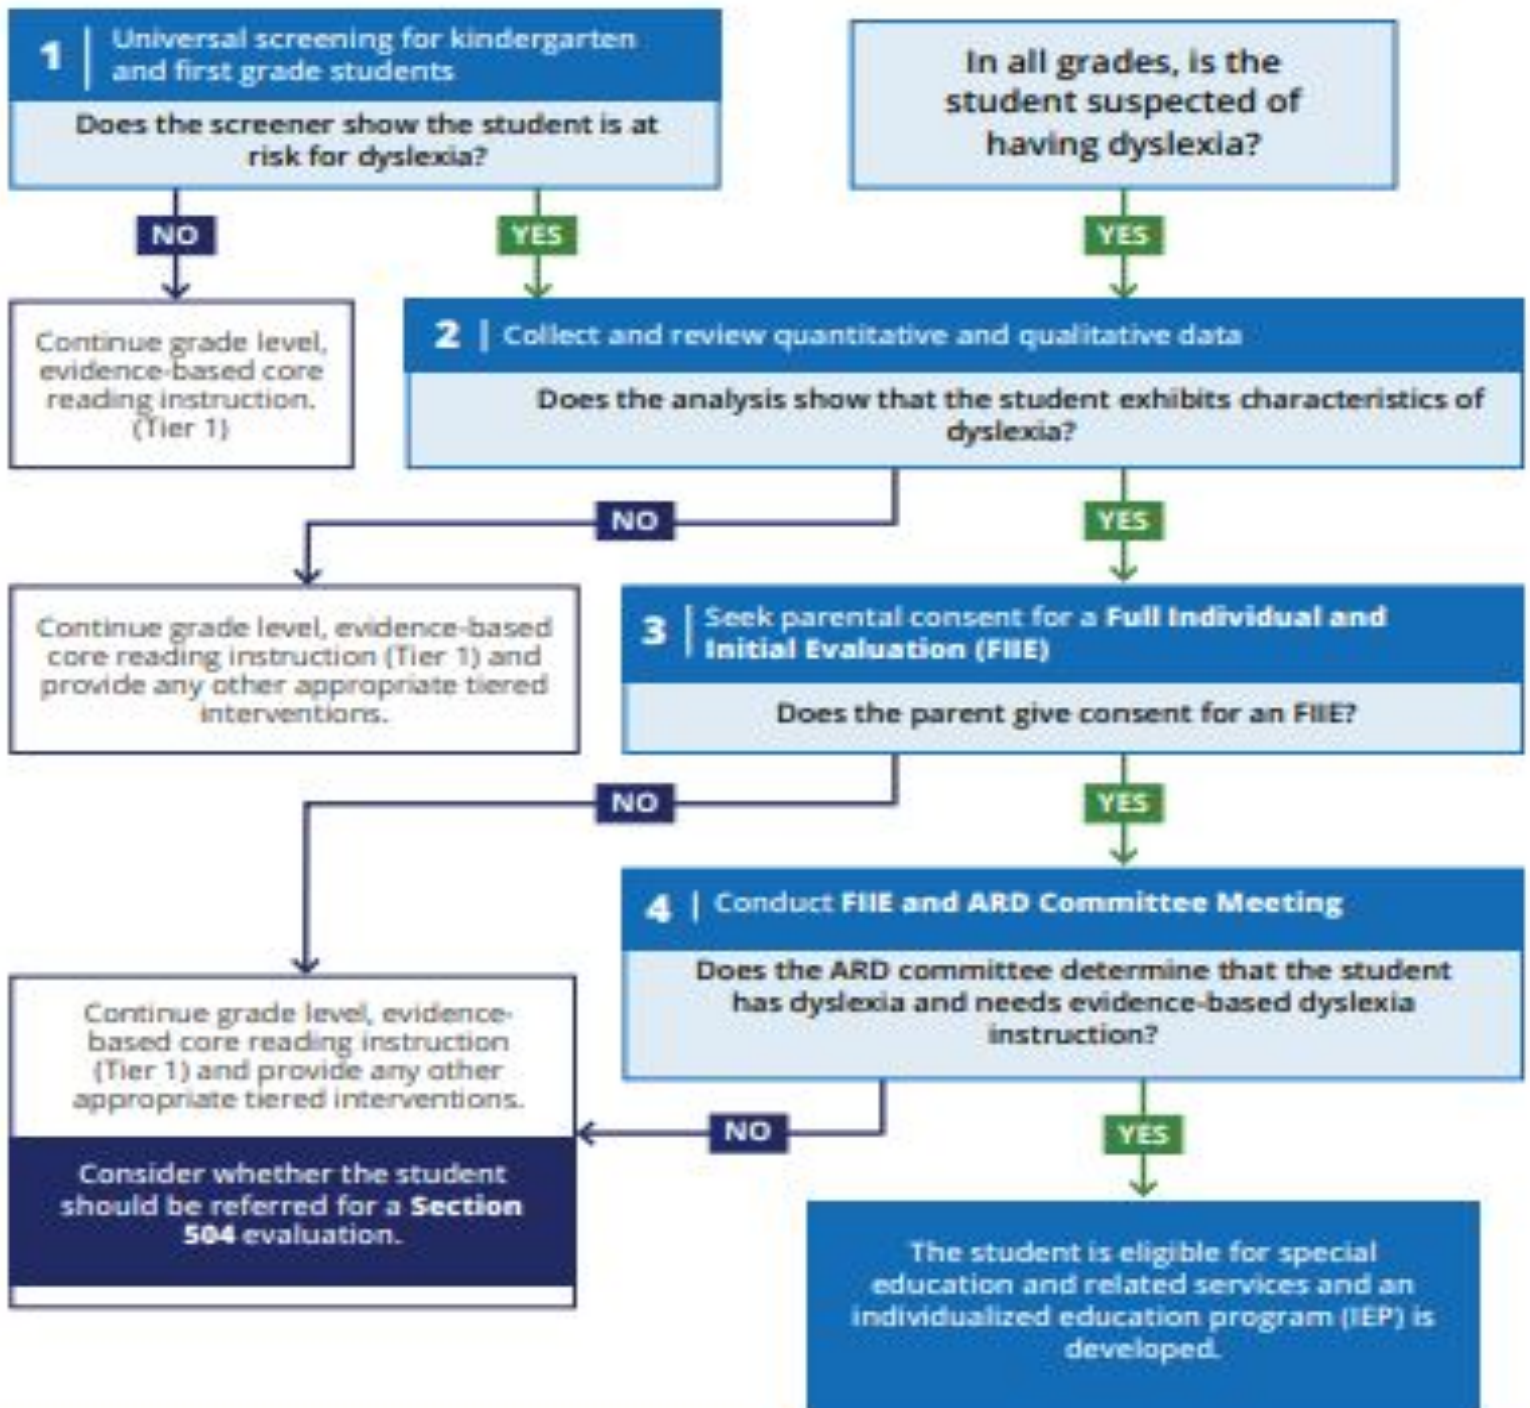 1
Universal screening for kindergarten
and first grade students
Does the screener show the student is at
risk for dyslexia?
In all grades, is the
student suspected of
having dyslexia?
NO
YES
YES
Continue grade level,
evidence-based core
reading instruction.
(Tier 1)
2
Collect and review quantitative and qualitative data
Does the analysis show that the student exhibits characteristics of
dyslexia?
NO
YES
Continue grade level, evidence-based
core reading instruction (Tier 1) and
provide any other appropriate tiered
interventions.
3
Seek parental consent for a Full Individual and
Initial Evaluation (FIIE)
Does the parent give consent for an FIIE?
NO
YES
4
Conduct FIIE and ARD Committee Meeting
Does the ARD committee determine that the student
has dyslexia and needs evidence-based dyslexia
instruction?
Continue grade level, evidence-
based core reading instruction
(Tier 1) and provide any other
appropriate tiered interventions.
NO
YES
Consider whether the student
should be referred for a Section
504 evaluation.
The student is eligible for special
education and related services and an
individualized education program (IEP) is
developed.